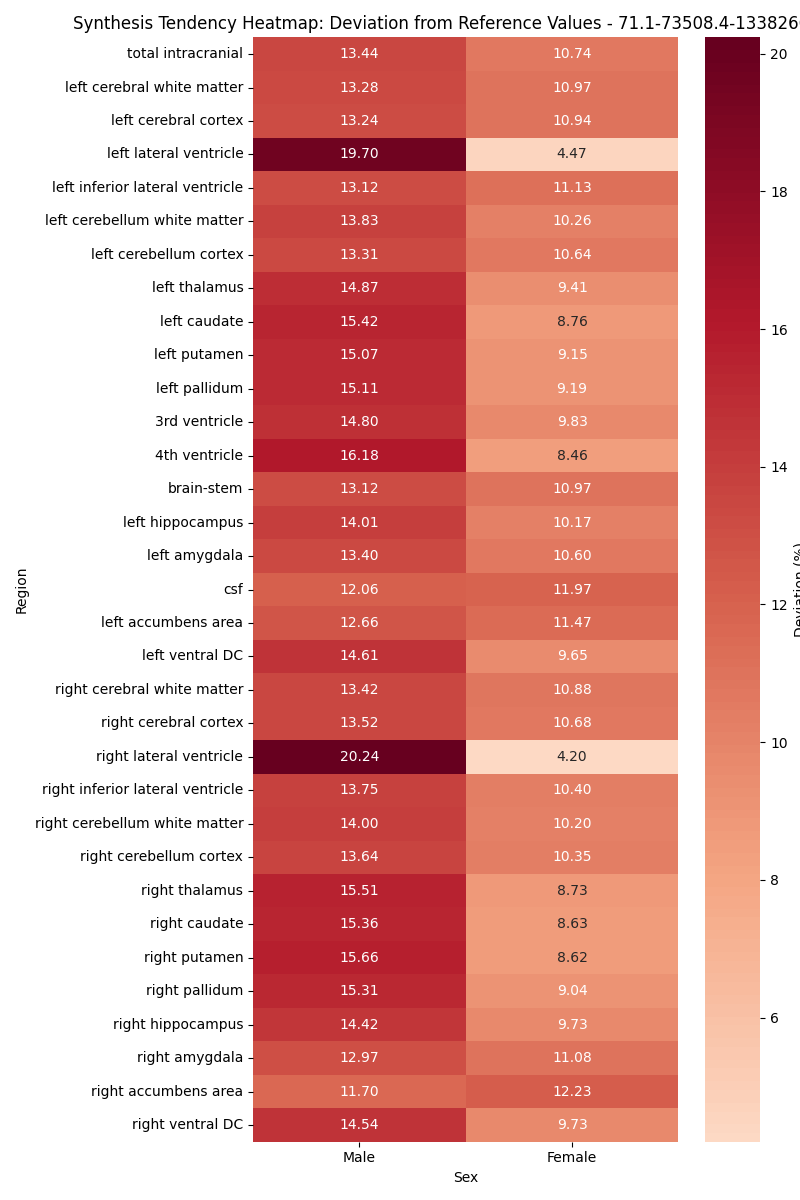 Synthesis Tendency Heatmap: Deviation from Reference Values - 71.1-73508.4-133826
total intracranial 13.44 10.74
left cerebral white matter 13.28 10.97
left cerebral cortex 13.24 10.94
left lateral ventricle 19.70 4.47
left inferior lateral ventricle 13.12 11.13
left cerebellum white matter 13.83 10.26
left cerebellum cortex 13.31 10.64
left thalamus 14.87 9.41
left caudate 15.42 8.76
left putamen 15.07 9.15
left pallidum 15.11 9.19
3rd ventricle 14.80 9.83
4th ventricle 16.18 8.46
brain-stem 13.12 10.97
left hippocampus 14.01 10.17
left amygdala 13.40 10.60
csf 12.06 11.97
left accumbens area 12.66 11.47
left ventral DC 14.61 9.65
right cerebral white matter 13.42 10.88
right cerebral cortex 13.52 10.68
right lateral ventricle 20.24 4.20
right inferior lateral ventricle 13.75 10.40
right cerebellum white matter 14.00 10.20
right cerebellum cortex 13.64 10.35
right thalamus 15.51 8.73
right caudate 15.36 8.63
right putamen 15.66 8.62
right pallidum 15.31 9.04
right hippocampus 14.42 9.73
right amygdala 12.97 11.08
right accumbens area 11.70 12.23
right ventral DC 14.54 9.73
Male Female
Sex
Region
20
18
16
14
12
10
8
6
Deviation (%)